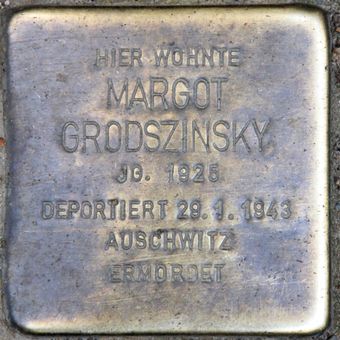 HIER WOHNTE
MARGOT
GRODSZINSKY
JG. 1925
DEPORTIERT 29.1.1943
AUSCHWITZ
ERMORDET